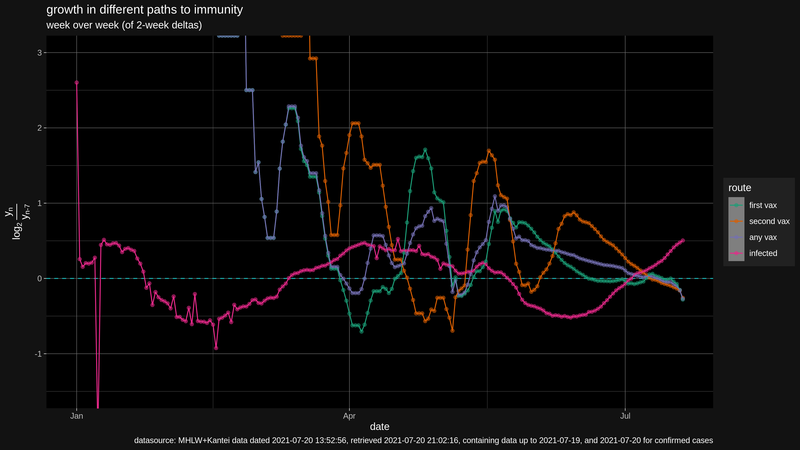 growth in different paths to immunity
week over week (of 2-week deltas)
3
2
1
0
-1
log2 yn/yn-7
Jan
Apr
Jul
date
route
first vax
second vax
any vax
infected
datasource: MHLW+Kantei data dated 2021-07-20 13:52:56, retrieved 2021-07-20 21:02:16, containing data up to 2021-07-19, and 2021-07-20 for confirmed cases